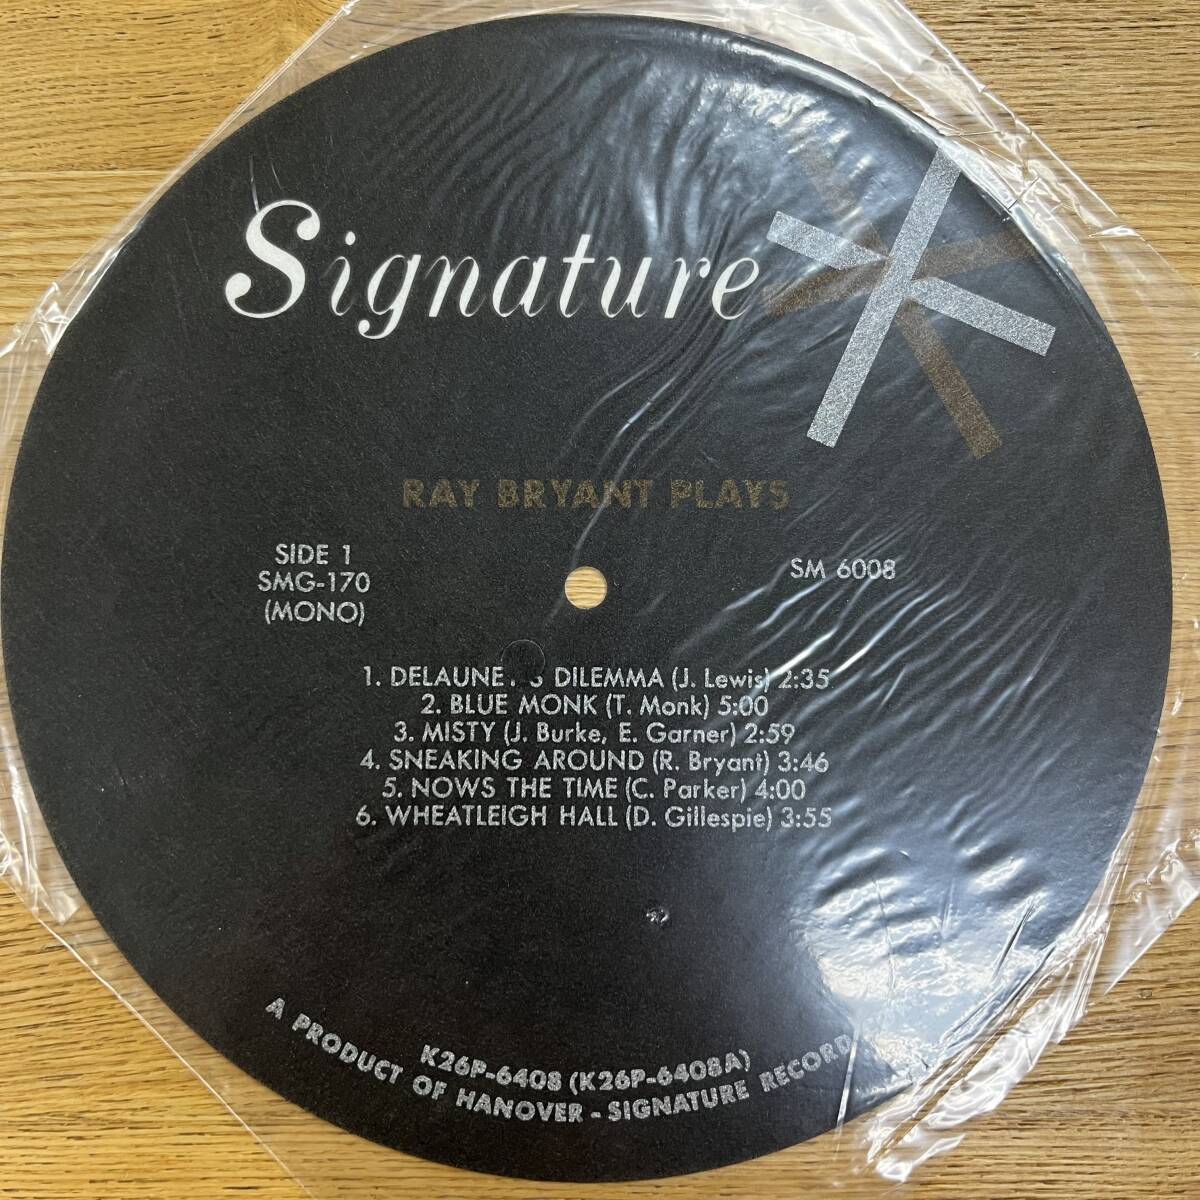 Signature
RAY BRYANT PLAYS
SIDE 1
SMG-170
(MONO)
SM 6008
1. DELAUNE DILEMMA (J. Lewis) 2:35
2. BLUE MONK (T. Monk) 5:00
3. MISTY (J. Burke, E. Garner) 2:59
4. SNEAKING AROUND (R. Bryant) 3:46
5. NOWS THE TIME (C. Parker) 4:00
6. WHEATLEIGH HALL (D. Gillespie) 3:55
K26P-6408 (K26P-6408A)
A PRODUCT OF HANOVER - SIGNATURE RECORD